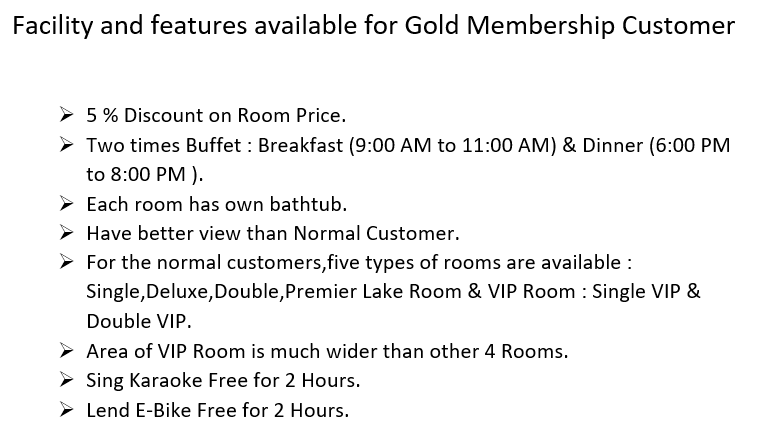 Facility and features available for Gold Membership Customer
➢ 5 % Discount on Room Price.
➢ Two times Buffet : Breakfast (9:00 AM to 11:00 AM) & Dinner (6:00 PM
to 8:00 PM ).
➢ Each room has own bathtub.
➢ Have better view than Normal Customer.
➢ For the normal customers,five types of rooms are available :
Single,Deluxe,Double,Premier Lake Room & VIP Room : Single VIP &
Double VIP.
➢ Area of VIP Room is much wider than other 4 Rooms.
➢ Sing Karaoke Free for 2 Hours.
➢ Lend E-Bike Free for 2 Hours.